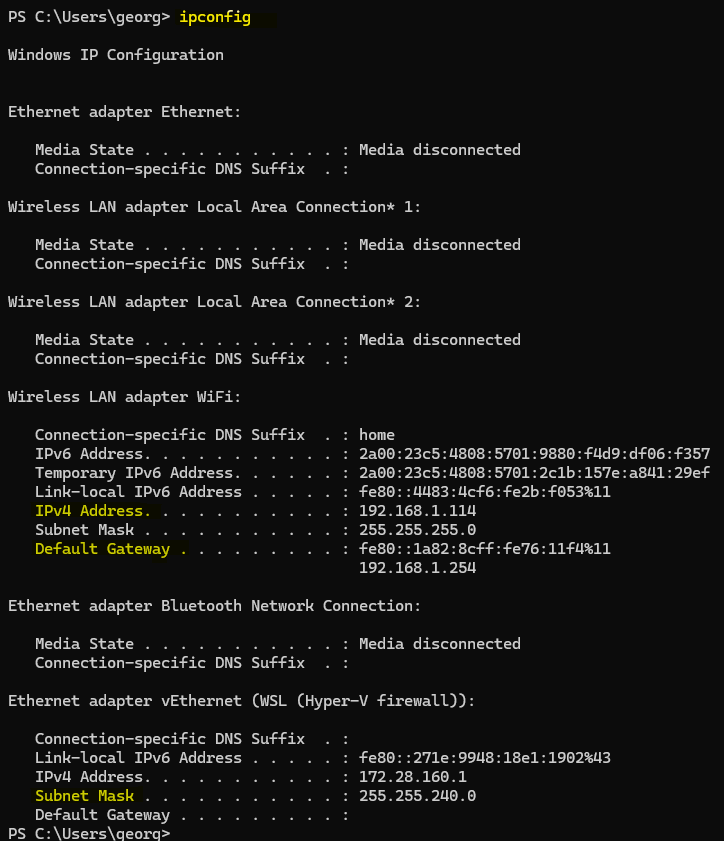 PS C:\Users\georg> ipconfig
Windows IP Configuration
Ethernet adapter Ethernet:
Media State . . . . . . . . . . . : Media disconnected
Connection-specific DNS Suffix  . :
Wireless LAN adapter Local Area Connection* 1:
Media State . . . . . . . . . . . : Media disconnected
Connection-specific DNS Suffix  . :
Wireless LAN adapter Local Area Connection* 2:
Media State . . . . . . . . . . . : Media disconnected
Connection-specific DNS Suffix  . :
Wireless LAN adapter WiFi:
Connection-specific DNS Suffix  . : home
IPv6 Address. . . . . . . . . . . : 2a00:23c5:4808:5701:9880:f4d9:df06:f357
Temporary IPv6 Address. . . . . . : 2a00:23c5:4808:5701:2c1b:157e:a841:29ef
Link-local IPv6 Address . . . . . : fe80::4483:4cf6:fe2b:f053%11
IPv4 Address. . . . . . . . . . . : 192.168.1.114
Subnet Mask . . . . . . . . . . . : 255.255.255.0
Default Gateway . . . . . . . . . : fe80::1a82:8cff:fe76:11f4%11
192.168.1.254
Ethernet adapter Bluetooth Network Connection:
Media State . . . . . . . . . . . : Media disconnected
Connection-specific DNS Suffix  . :
Ethernet adapter vEthernet (WSL (Hyper-V firewall)):
Connection-specific DNS Suffix  . :
Link-local IPv6 Address . . . . . : fe80::271e:9948:18e1:1902%43
IPv4 Address. . . . . . . . . . . : 172.28.160.1
Subnet Mask . . . . . . . . . . . : 255.255.240.0
Default Gateway . . . . . . . . . :
PS C:\Users\georg>